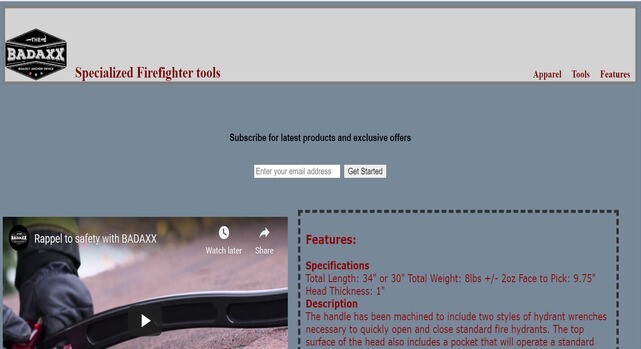 THE
BADAXX
Specialized Firefighter tools
Apparel Tools Features
Subscribe for latest products and exclusive offers
Enter your email address Get Started
Rappel to safety with BADAXX
Watch later Share
Features:
Specifications
Total Length: 34" or 30" Total Weight: 8lbs +/- 2oz Face to Pick: 9.75"
Head Thickness: 1"
Description
The handle has been machined to include two styles of hydrant wrenches
necessary to quickly open and close standard fire hydrants. The top
surface of the head also includes a pocket that will operate a standard